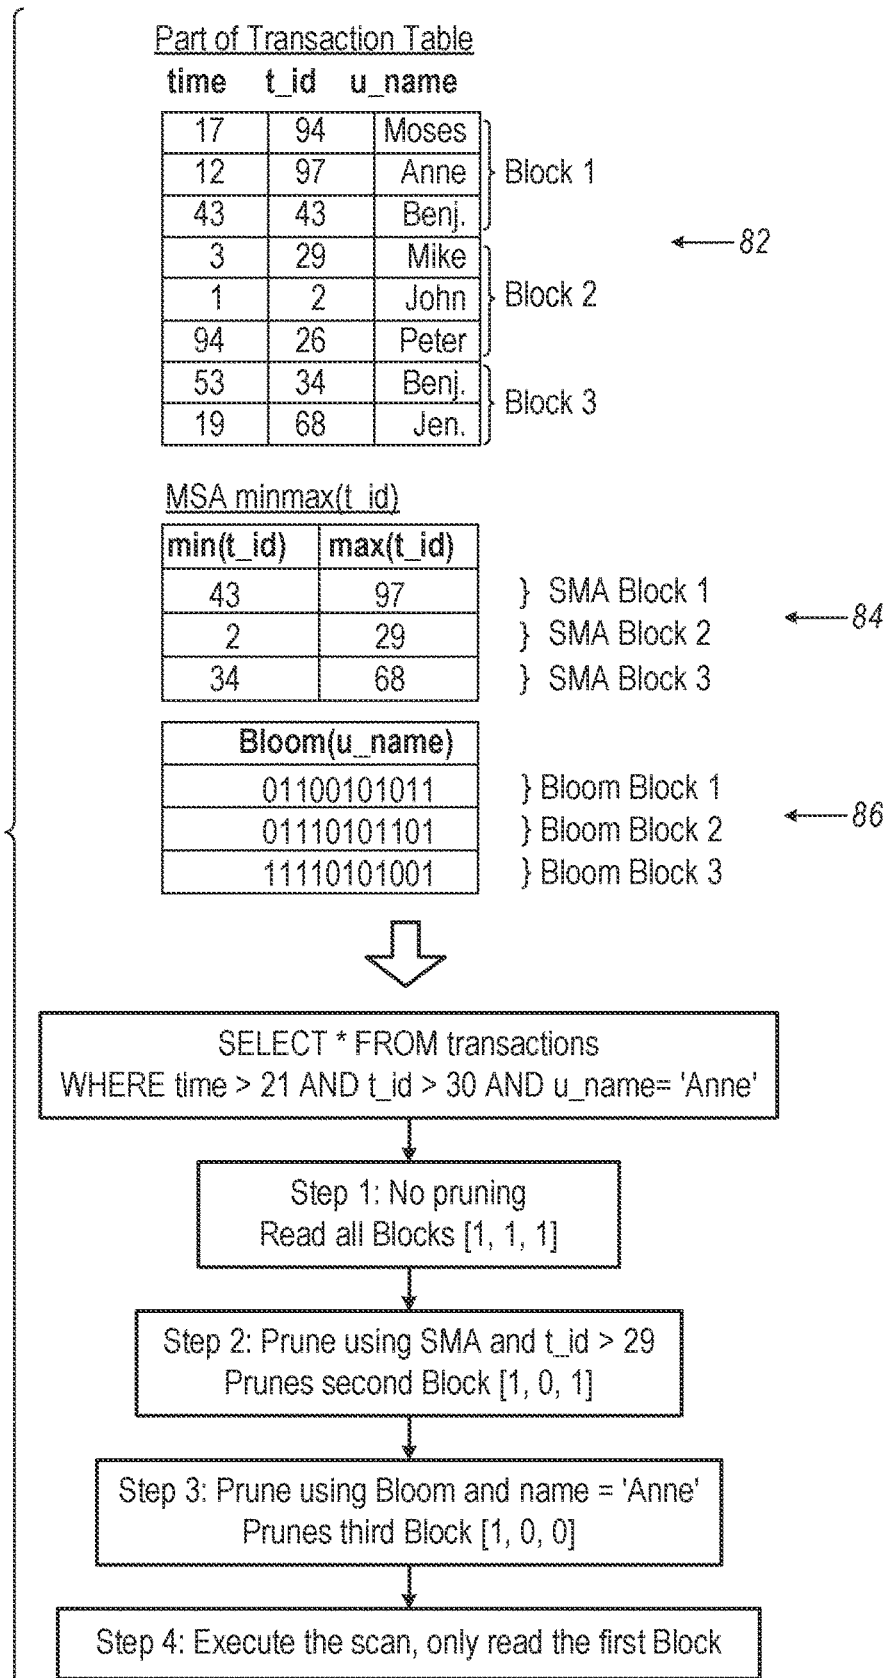 Part of Transaction Table
time t_id u_name
17 94 Moses
12 97 Anne Block 1
43 43 Benj.
3 29 Mike 82
1 2 John Block 2
94 26 Peter
53 34 Benj. Block 3
19 68 Jen.
MSA minmax(t_id)
min(t_id) max(t_id)
43 97 } SMA Block 1
2 29 } SMA Block 2 84
34 68 } SMA Block 3
Bloom(u_name)
01100101011 } Bloom Block 1
01110101101 } Bloom Block 2 86
11110101001 } Bloom Block 3
SELECT * FROM transactions
WHERE time > 21 AND t_id > 30 AND u_name= 'Anne'
Step 1: No pruning
Read all Blocks [1, 1, 1]
Step 2: Prune using SMA and t_id > 29
Prunes second Block [1, 0, 1]
Step 3: Prune using Bloom and name = 'Anne'
Prunes third Block [1, 0, 0]
Step 4: Execute the scan, only read the first Block